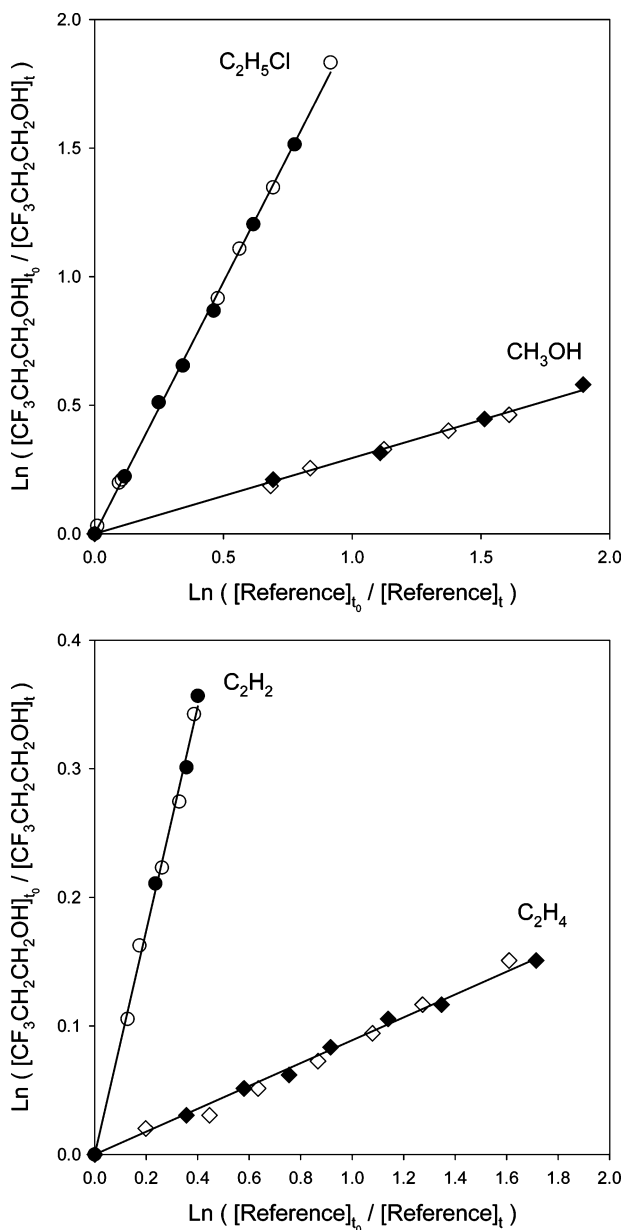 2.0
1.5
1.0
0.5
0.0
Ln ( [CF₃CH₂CH₂OH]ₜ₀ / [CF₃CH₂CH₂OH]ₜ
C₂H₅Cl
CH₃OH
0.0 0.5 1.0 1.5 2.0
Ln ( [Reference]ₜ₀ / [Reference]ₜ )
0.4
0.3
0.2
0.1
0.0
Ln ( [CF₃CH₂CH₂OH]ₜ₀ / [CF₃CH₂CH₂OH]ₜ
C₂H₂
C₂H₄
0.0 0.2 0.4 0.6 0.8 1.0 1.2 1.4 1.6 1.8 2.0
Ln ( [Reference]ₜ₀ / [Reference]ₜ )